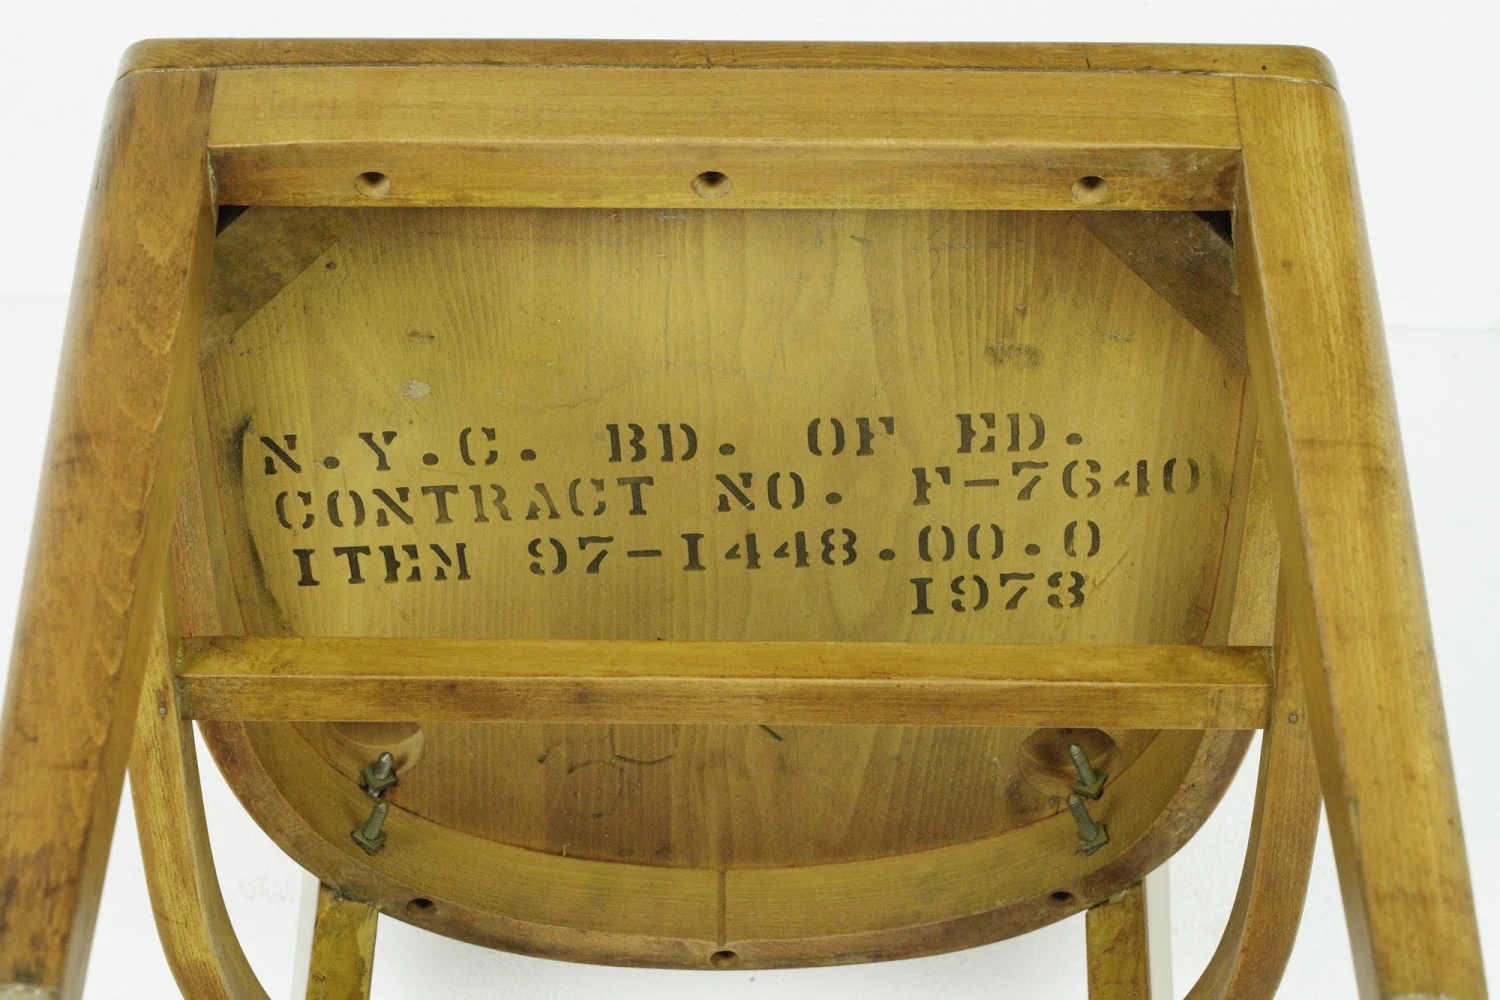 N.Y.C. BD. OF ED.
CONTRACT NO. F-7640
ITEM 97-1448.00.0
1973